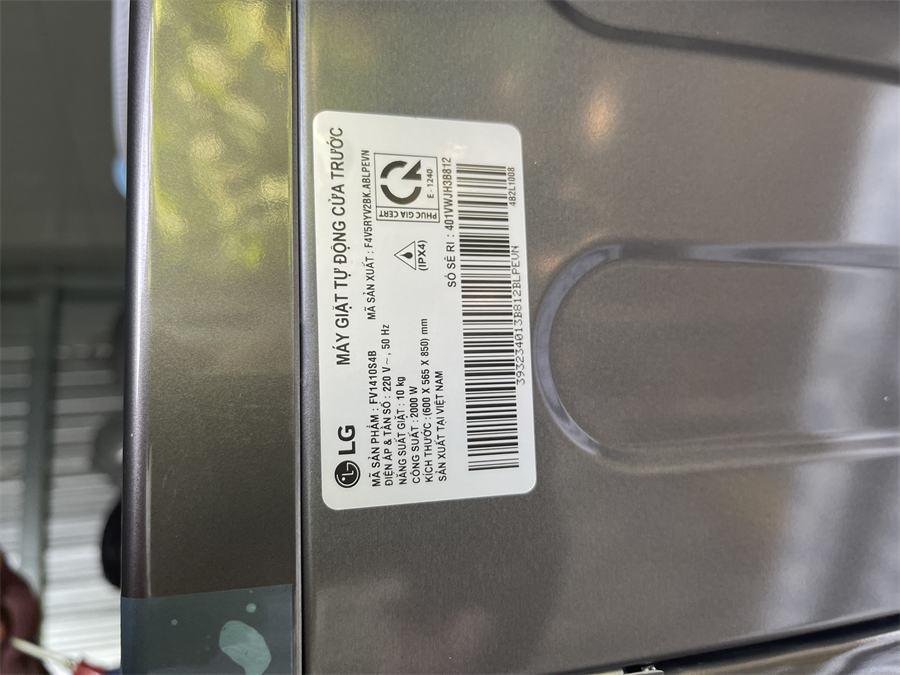 LG
MÁY GIẶT TỰ ĐỘNG CỬA TRƯỚC
MÃ SẢN PHẨM : FV1410S4B
MÃ SẢN XUẤT : F4V5RYV2BK.ABLPEVN
ĐIỆN ÁP & TẦN SỐ : 220 V~, 50 Hz
NĂNG SUẤT GIẶT : 10 kg
CÔNG SUẤT : 2000 W
KÍCH THƯỚC : (600 X 565 X 850) mm
SẢN XUẤT TẠI VIỆT NAM
(IPX4)
PHUC GIA CERT
E - 1240
SỐ SÊ RI : 401VWJH3B812
393234013B812BLPEVN
4B2L1008